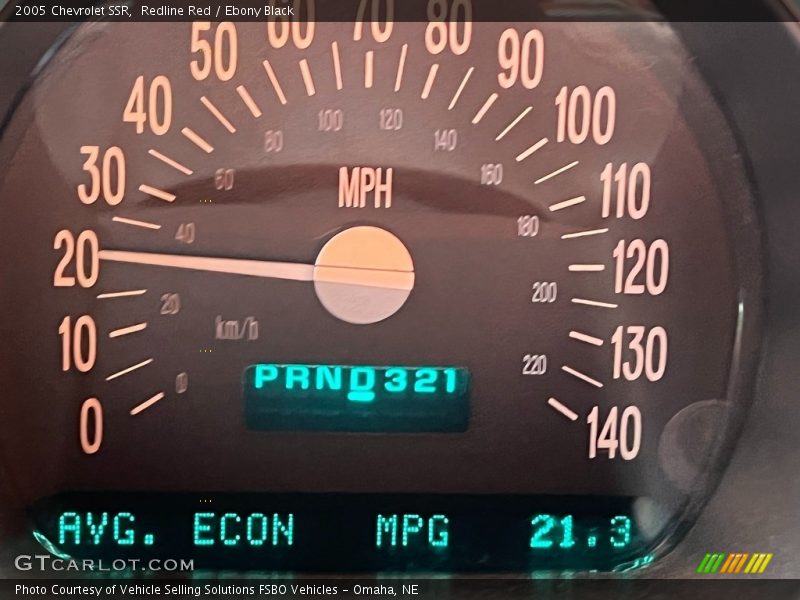 2005 Chevrolet SSR,  Redline Red / Ebony Black
0 10 20 30 40 50 60 70 80 90 100 110 120 130 140
0 20 40 60 80 100 120 140 160 180 200 220
MPH
km/h
PRND321
AVG. ECON MPG 21.3
GTCARLOT.COM
Photo Courtesy of Vehicle Selling Solutions FSBO Vehicles - Omaha, NE